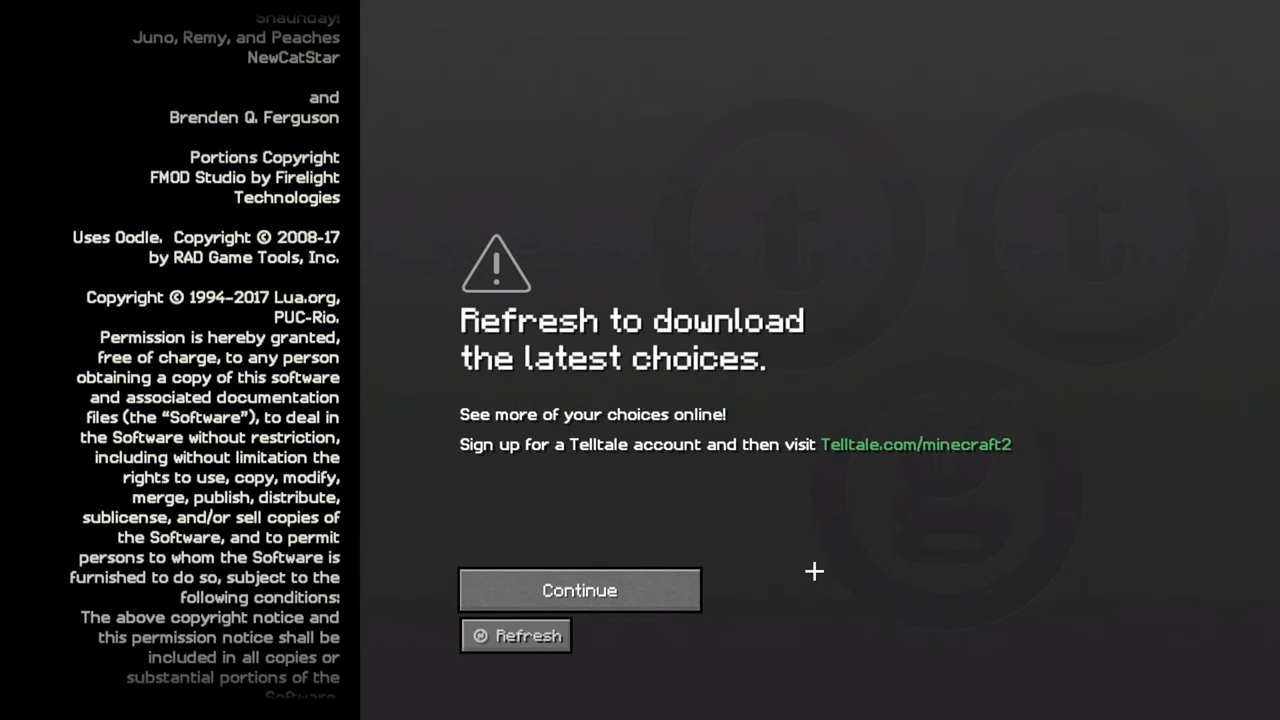 Shaunday!
Juno, Remy, and Peaches
NewCatStar
and
Brenden Q. Ferguson
Portions Copyright
FMOD Studio by Firelight
Technologies
Uses Oodle.  Copyright © 2008-17
by RAD Game Tools, Inc.
Copyright © 1994-2017 Lua.org,
PUC-Rio.
Permission is hereby granted,
free of charge, to any person
obtaining a copy of this software
and associated documentation
files (the “Software”), to deal in
the Software without restriction,
including without limitation the
rights to use, copy, modify,
merge, publish, distribute,
sublicense, and/or sell copies of
the Software, and to permit
persons to whom the Software is
furnished to do so, subject to the
following conditions:
The above copyright notice and
this permission notice shall be
included in all copies or
substantial portions of the
Software.
Refresh to download
the latest choices.
See more of your choices online!
Sign up for a Telltale account and then visit Telltale.com/minecraft2
Continue
Refresh
t t
g